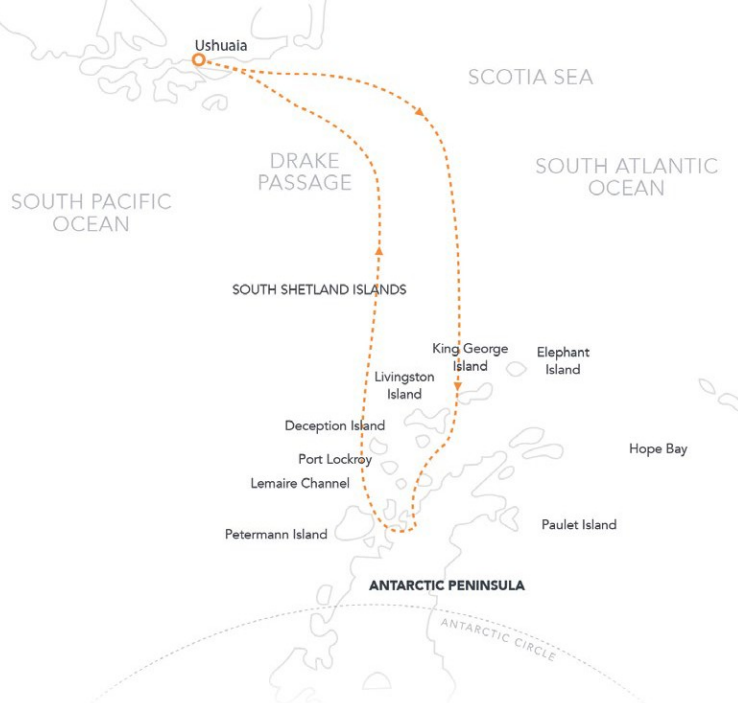 Ushuaia
SCOTIA SEA
DRAKE
PASSAGE
SOUTH ATLANTIC
OCEAN
SOUTH PACIFIC
OCEAN
SOUTH SHETLAND ISLANDS
King George
Island
Elephant
Island
Livingston
Island
Deception Island
Hope Bay
Port Lockroy
Lemaire Channel
Paulet Island
Petermann Island
ANTARCTIC PENINSULA
ANTARCTIC CIRCLE